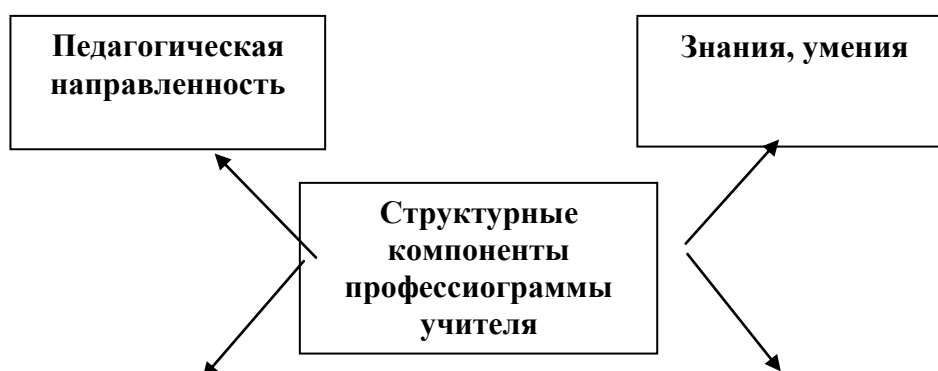 Педагогическая
направленность
Знания, умения
Структурные
компоненты
профессиограммы
учителя